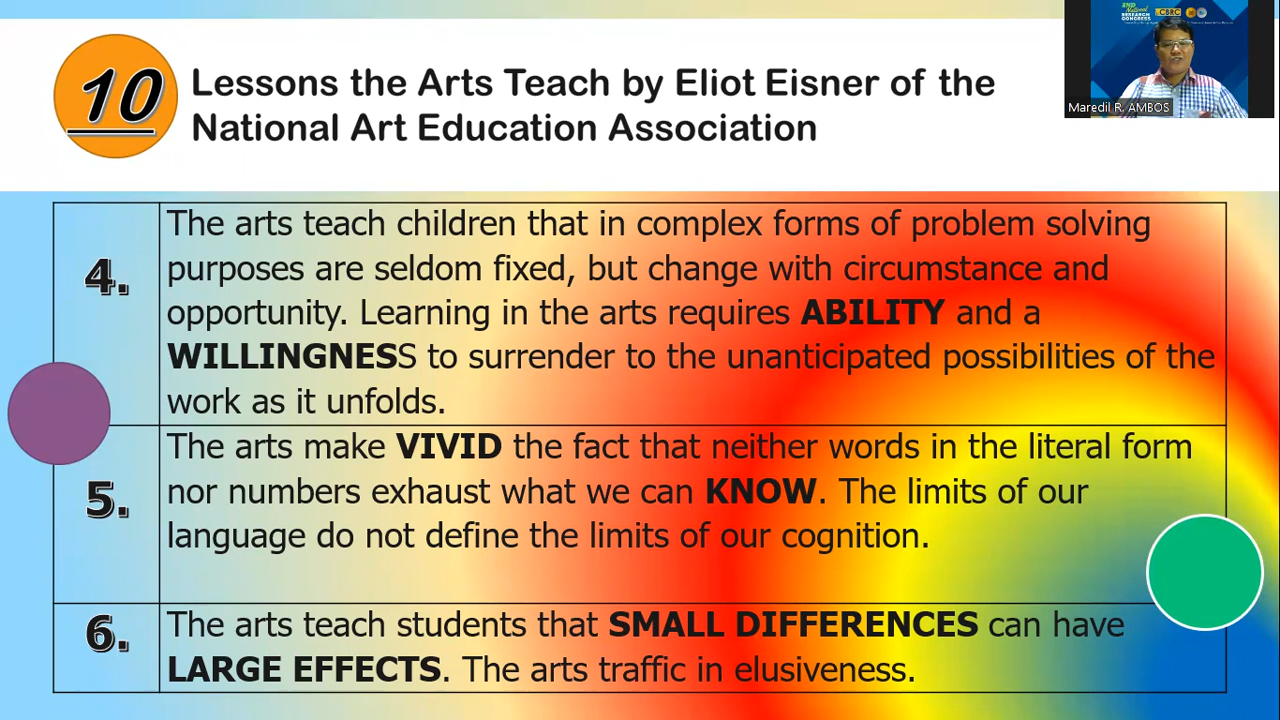 10
Lessons the Arts Teach by Eliot Eisner of the
National Art Education Association
National
RESEARCH
CONGRESS
CBRC
Maredil R. AMBOS
4.
The arts teach children that in complex forms of problem solving
purposes are seldom fixed, but change with circumstance and
opportunity. Learning in the arts requires ABILITY and a
WILLINGNESS to surrender to the unanticipated possibilities of the
work as it unfolds.
5.
The arts make VIVID the fact that neither words in the literal form
nor numbers exhaust what we can KNOW. The limits of our
language do not define the limits of our cognition.
6.
The arts teach students that SMALL DIFFERENCES can have
LARGE EFFECTS. The arts traffic in elusiveness.